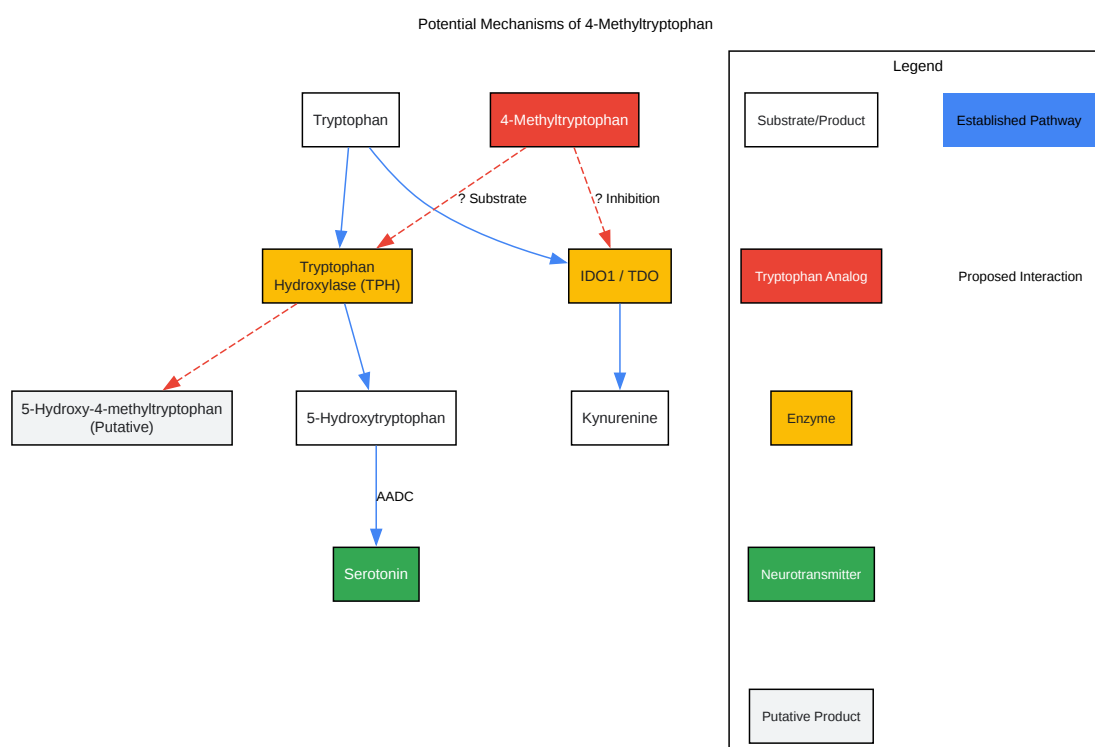 Potential Mechanisms of 4-Methyltryptophan
Legend
Tryptophan
4-Methyltryptophan
Substrate/Product
Established Pathway
? Substrate
? Inhibition
Tryptophan
Hydroxylase (TPH)
IDO1 / TDO
Tryptophan Analog
Proposed Interaction
5-Hydroxy-4-methyltryptophan
(Putative)
5-Hydroxytryptophan
Kynurenine
Enzyme
AADC
Serotonin
Neurotransmitter
Putative Product